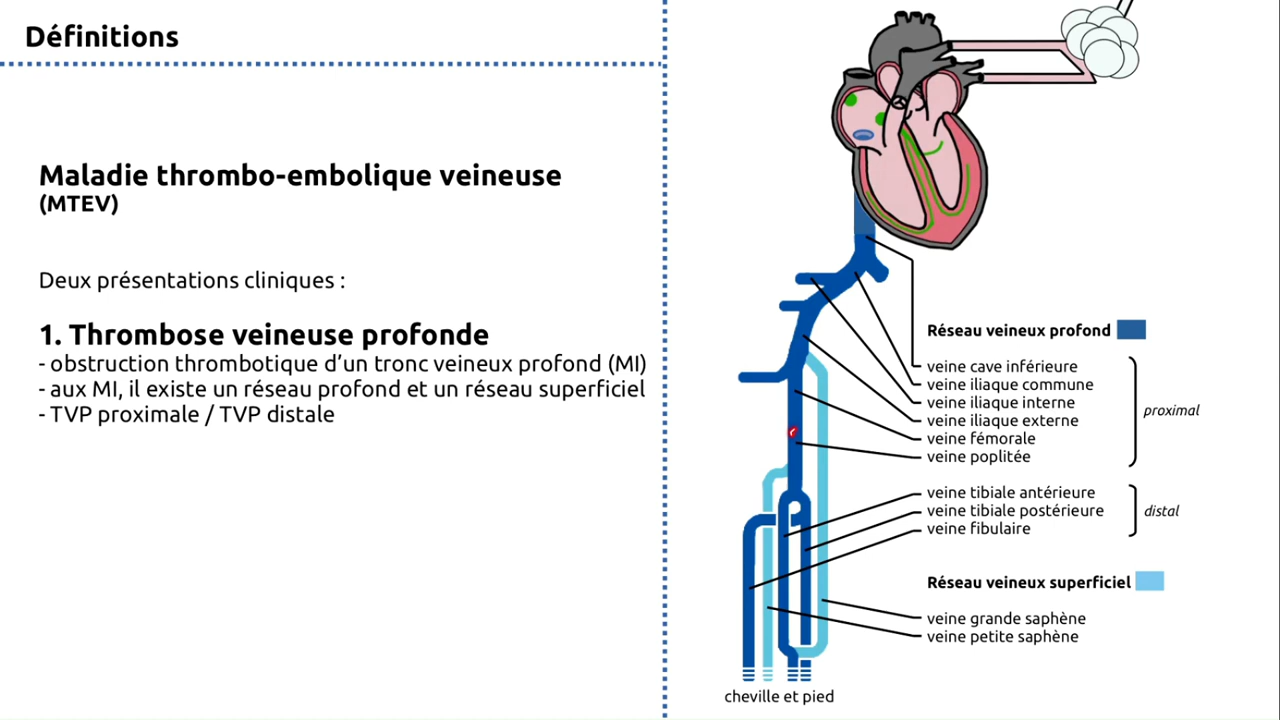 Définitions
Maladie thrombo-embolique veineuse
(MTEV)
Deux présentations cliniques :
1. Thrombose veineuse profonde
- obstruction thrombotique d’un tronc veineux profond (MI)
- aux MI, il existe un réseau profond et un réseau superficiel
- TVP proximale / TVP distale
Réseau veineux profond
veine cave inférieure
veine iliaque commune
veine iliaque interne
veine iliaque externe
veine fémorale
veine poplitée
proximal
veine tibiale antérieure
veine tibiale postérieure
veine fibulaire
distal
Réseau veineux superficiel
veine grande saphène
veine petite saphène
cheville et pied